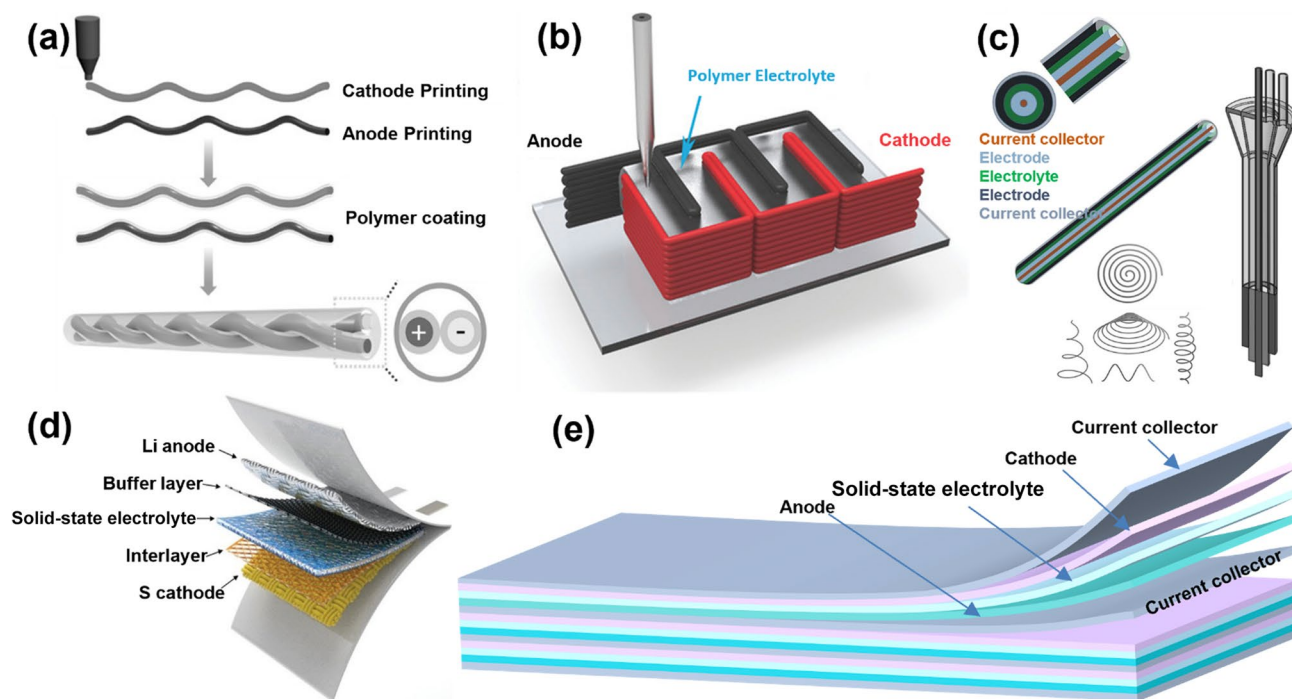 (a)
Cathode Printing
Anode Printing
Polymer coating
+ -
(b)
Polymer Electrolyte
Anode
Cathode
(c)
Current collector
Electrode
Electrolyte
Electrode
Current collector
(d)
Li anode
Buffer layer
Solid-state electrolyte
Interlayer
S cathode
(e)
Current collector
Cathode
Solid-state electrolyte
Anode
Current collector